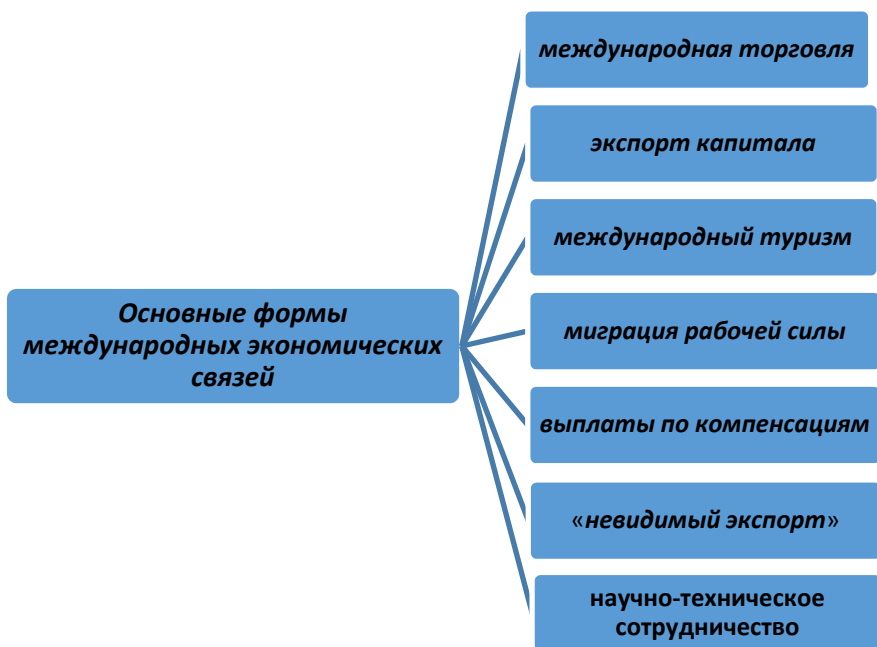 международная торговля
экспорт капитала
международный туризм
Основные формы
международных экономических
связей
миграция рабочей силы
выплаты по компенсациям
«невидимый экспорт»
научно-техническое
сотрудничество